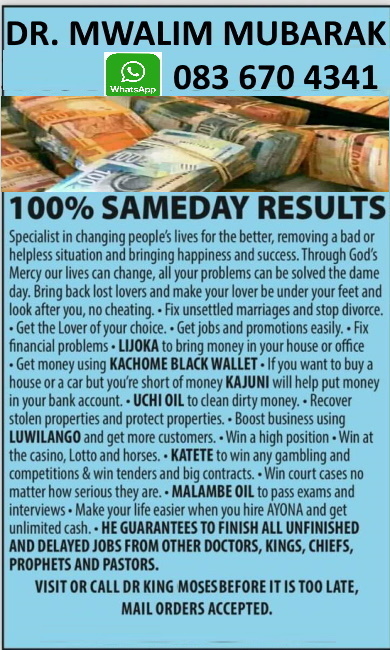 DR. MWALIM MUBARAK
WhatsApp
083 670 4341
100% SAMEDAY RESULTS
Specialist in changing people's lives for the better, removing a bad or
helpless situation and bringing happiness and success. Through God's
Mercy our lives can change, all your problems can be solved the dame
day. Bring back lost lovers and make your lover be under your feet and
look after you, no cheating. • Fix unsettled marriages and stop divorce.
• Get the Lover of your choice. • Get jobs and promotions easily. • Fix
financial problems • LIJOKA to bring money in your house or office
• Get money using KACHOME BLACK WALLET • If you want to buy a
house or a car but you're short of money KAJUNI will help put money
in your bank account. • UCHI OIL to clean dirty money. • Recover
stolen properties and protect properties. • Boost business using
LUWILANGO and get more customers. • Win a high position • Win at
the casino, Lotto and horses. • KATETE to win any gambling and
competitions & win tenders and big contracts. • Win court cases no
matter how serious they are. • MALAMBE OIL to pass exams and
interviews • Make your life easier when you hire AYONA and get
unlimited cash. • HE GUARANTEES TO FINISH ALL UNFINISHED
AND DELAYED JOBS FROM OTHER DOCTORS, KINGS, CHIEFS,
PROPHETS AND PASTORS.
VISIT OR CALL DR KING MOSESBEFORE IT IS TOO LATE,
MAIL ORDERS ACCEPTED.